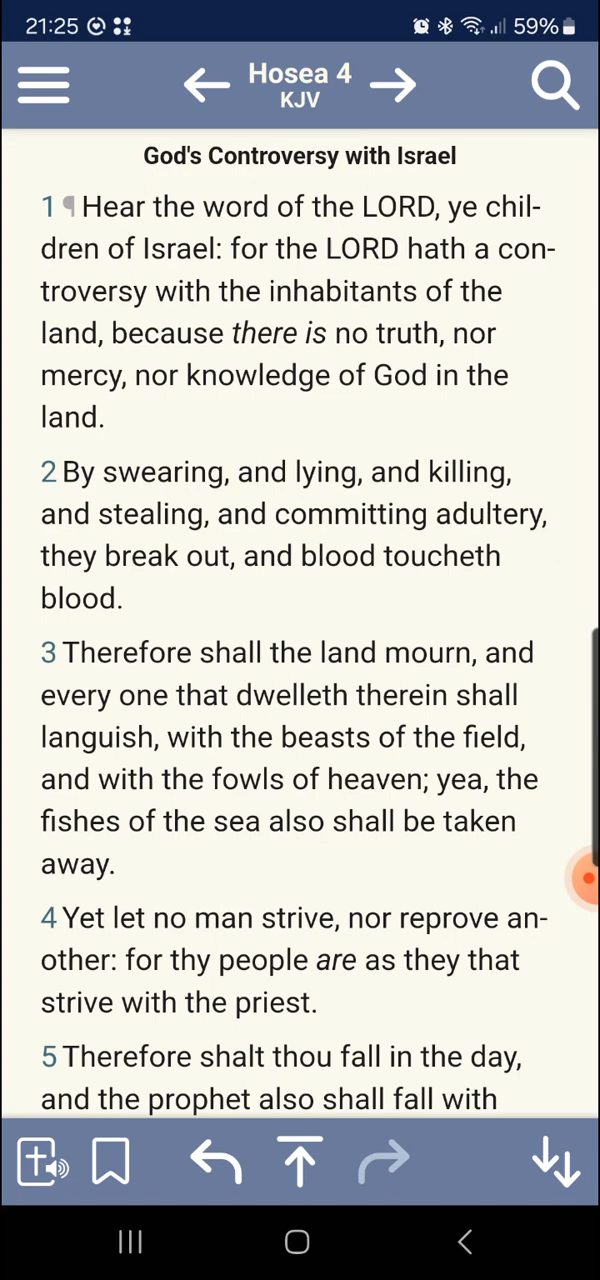 21:25 59%
Hosea 4
KJV
God's Controversy with Israel
1 ¶ Hear the word of the LORD, ye chil-
dren of Israel: for the LORD hath a con-
troversy with the inhabitants of the
land, because there is no truth, nor
mercy, nor knowledge of God in the
land.
2 By swearing, and lying, and killing,
and stealing, and committing adultery,
they break out, and blood toucheth
blood.
3 Therefore shall the land mourn, and
every one that dwelleth therein shall
languish, with the beasts of the field,
and with the fowls of heaven; yea, the
fishes of the sea also shall be taken
away.
4 Yet let no man strive, nor reprove an-
other: for thy people are as they that
strive with the priest.
5 Therefore shalt thou fall in the day,
and the prophet also shall fall with